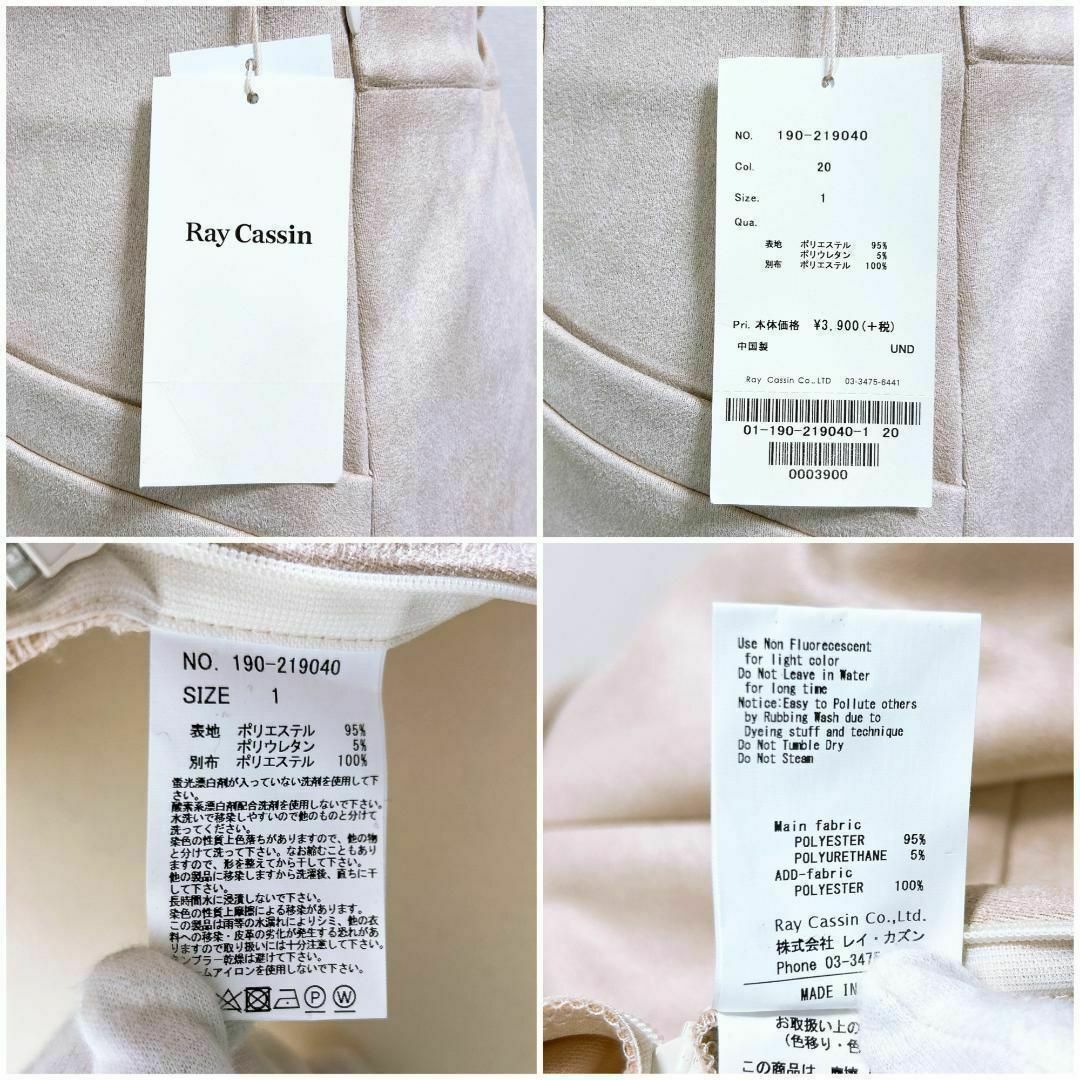 Ray Cassin
NO. 190-219040
Col. 20
Size. 1
Qua.
表地 ポリエステル 95%
ポリウレタン 5%
別布 ポリエステル 100%
Pri. 本体価格 ¥3,900(+税)
中国製 UND
Ray Cassin Co.,LTD 03-3475-6441
01-190-219040-1 20
0003900
NO. 190-219040
SIZE 1
表地 ポリエステル 95%
ポリウレタン 5%
別布 ポリエステル 100%
蛍光漂白剤が入っていない洗剤を使用して下
さい。
酸素系漂白剤配合洗剤を使用しないで下さい。
水洗いで移染しやすいので他のものと分けて
洗ってください。
染色の性質上色落ちがありますので、他の物
と分けて洗って下さい。なお縮むこともあり
ますので、形を整えてから干して下さい。
他の製品に移染しますから洗濯後、直ちに干
して下さい。
長時間水に浸漬しないで下さい。
染色の性質上摩擦による移染があります。
この製品は雨等の水漏れによりシミ、他の衣
料への移染・皮革の劣化が発生する恐れがあ
りますので取り扱いには十分注意して下さい。
ンブラー乾燥は避けて下さい。
ームアイロンを使用しないで下さい。
P W
Use Non Fluorecescent
for light color
Do Not Leave in Water
for long time
Notice:Easy to Pollute others
by Rubbing Wash due to
Dyeing stuff and technique
Do Not Tumble Dry
Do Not Steam
Main fabric
POLYESTER 95%
POLYURETHANE 5%
ADD-fabric
POLYESTER 100%
Ray Cassin Co.,Ltd.
株式会社 レイ・カズン
Phone 03-347
MADE IN
お取扱い上の
(色移り・色
この商品は、